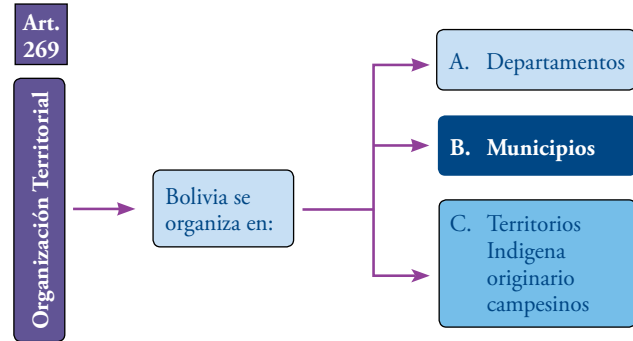 Art.
269
Organización Territorial
Bolivia se
organiza en:
A. Departamentos
B. Municipios
C. Territorios
Indigena
originario
campesinos